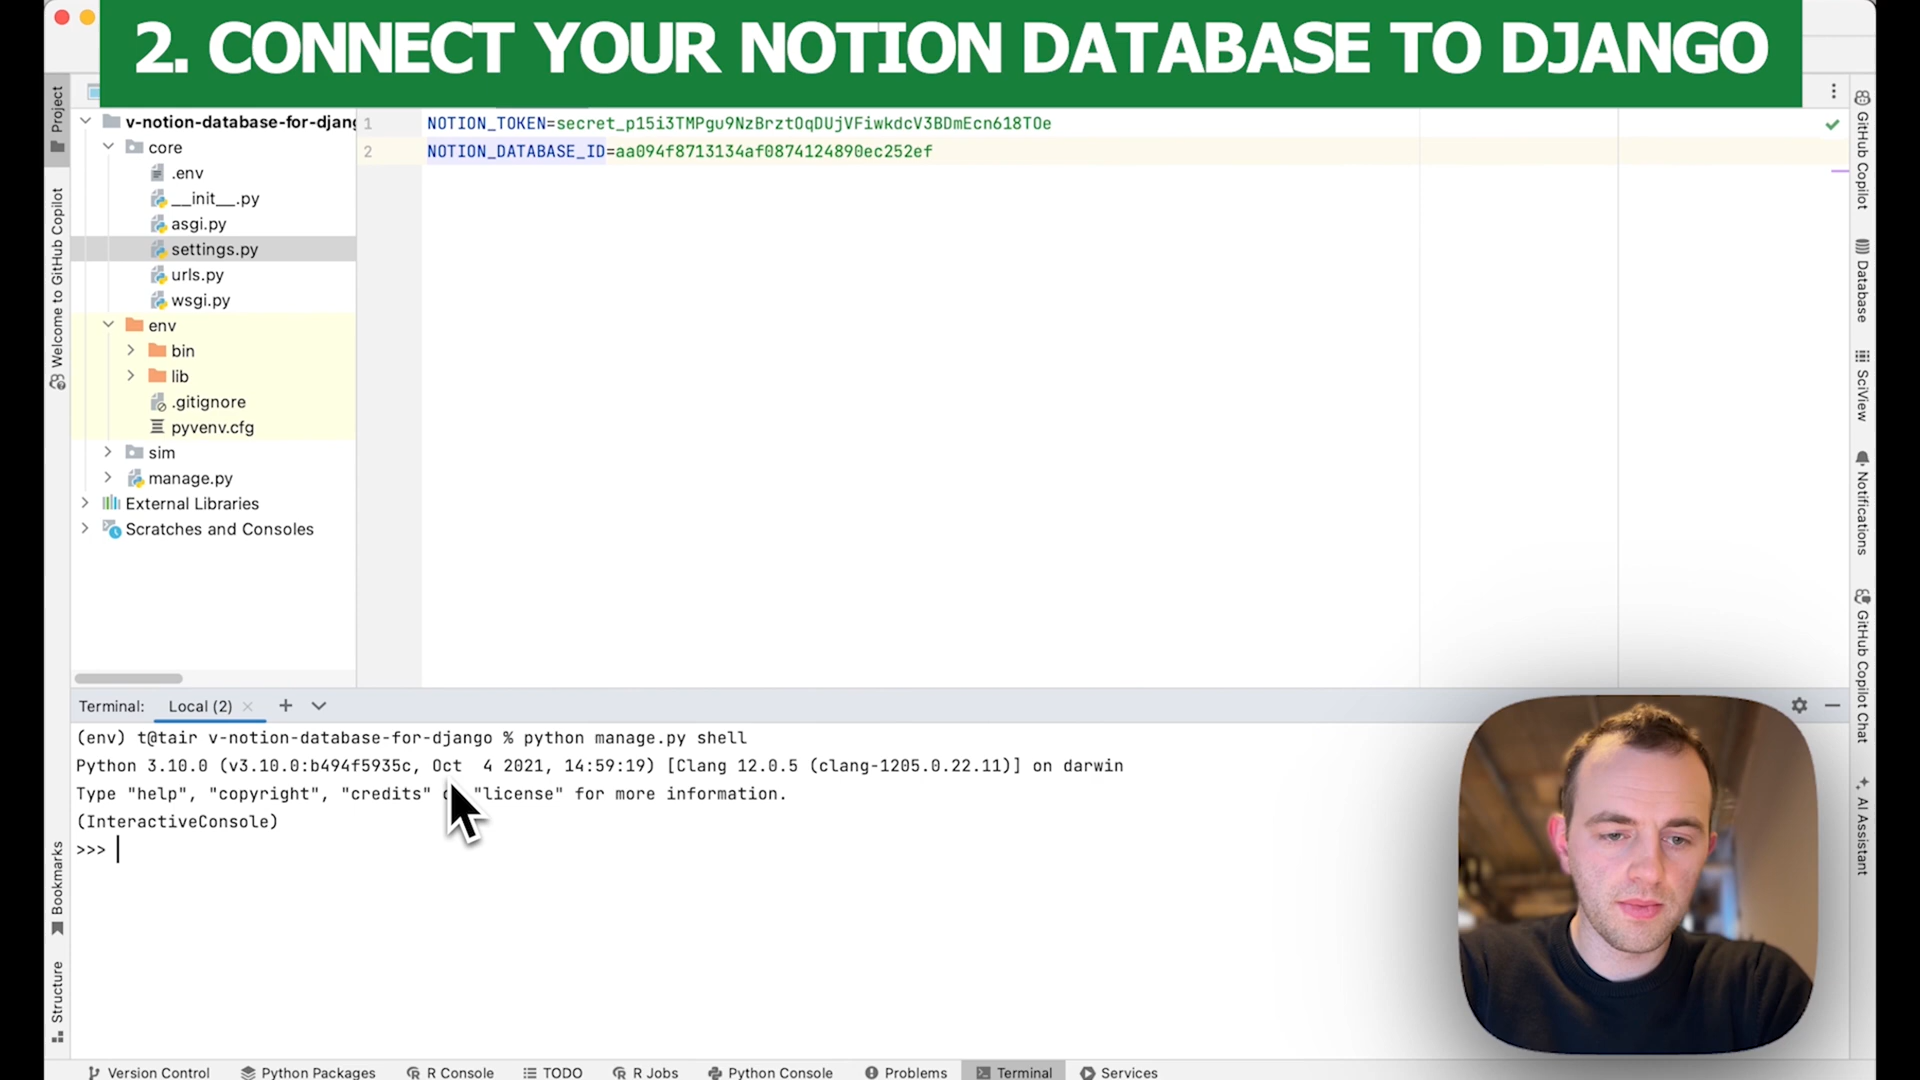 2. CONNECT YOUR NOTION DATABASE TO DJANGO
Project
Welcome to GitHub Copilot
Bookmarks
Structure
v-notion-database-for-djang
core
.env
__init__.py
asgi.py
settings.py
urls.py
wsgi.py
env
bin
lib
.gitignore
pyvenv.cfg
sim
manage.py
External Libraries
Scratches and Consoles
1 NOTION_TOKEN=secret_p15i3TMPgu9NzBrztOqDUjVFiwkdcV3BDmEcn618TOe
2 NOTION_DATABASE_ID=aa094f8713134af0874124890ec252ef
GitHub Copilot
Database
SciView
Notifications
GitHub Copilot Chat
AI Assistant
Terminal: Local (2)
(env) t@tair v-notion-database-for-django % python manage.py shell
Python 3.10.0 (v3.10.0:b494f5935c, Oct  4 2021, 14:59:19) [Clang 12.0.5 (clang-1205.0.22.11)] on darwin
Type "help", "copyright", "credits" "license" for more information.
(InteractiveConsole)
>>>
Version Control Python Packages R Console TODO R Jobs Python Console Problems Terminal Services